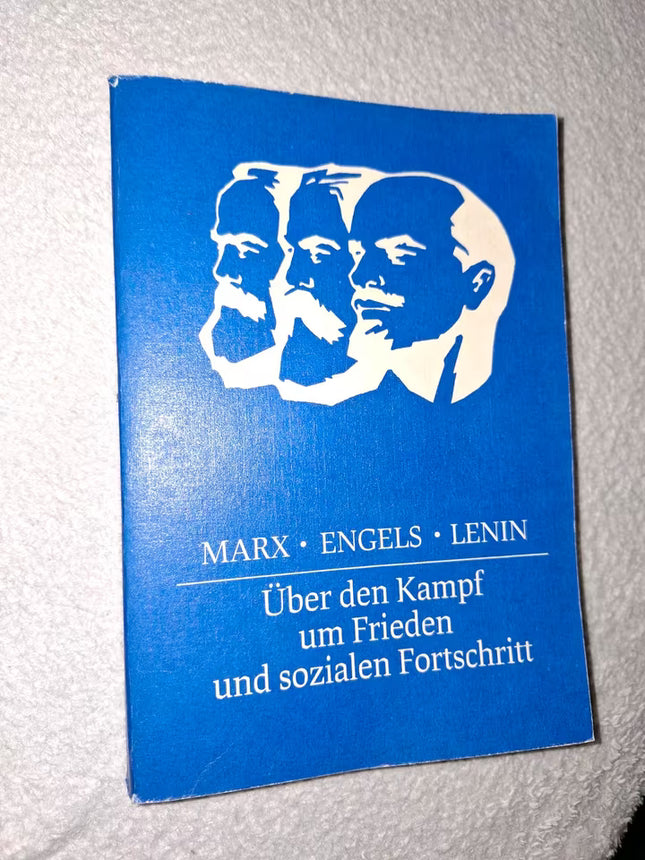 MARX • ENGELS • LENIN
Über den Kampf
um Frieden
und sozialen Fortschritt